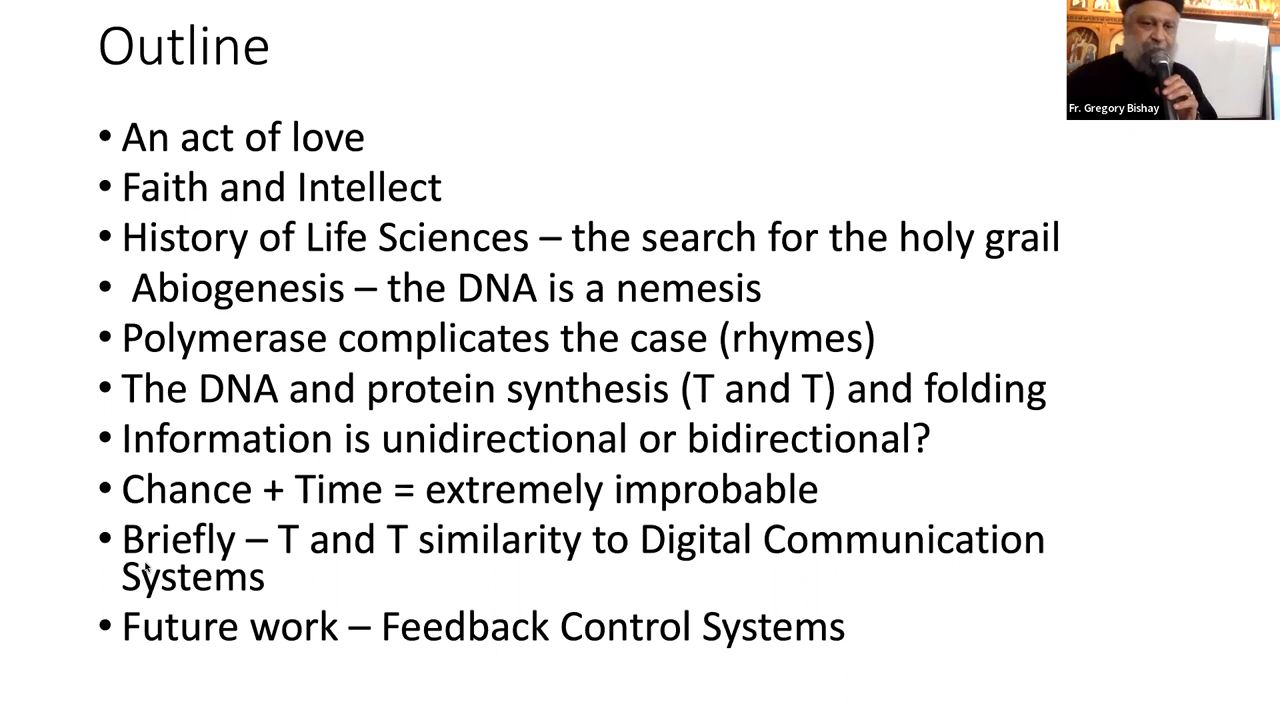 Outline
Fr. Gregory Bishay
• An act of love
• Faith and Intellect
• History of Life Sciences – the search for the holy grail
• Abiogenesis – the DNA is a nemesis
• Polymerase complicates the case (rhymes)
• The DNA and protein synthesis (T and T) and folding
• Information is unidirectional or bidirectional?
• Chance + Time = extremely improbable
• Briefly – T and T similarity to Digital Communication
Systems
• Future work – Feedback Control Systems